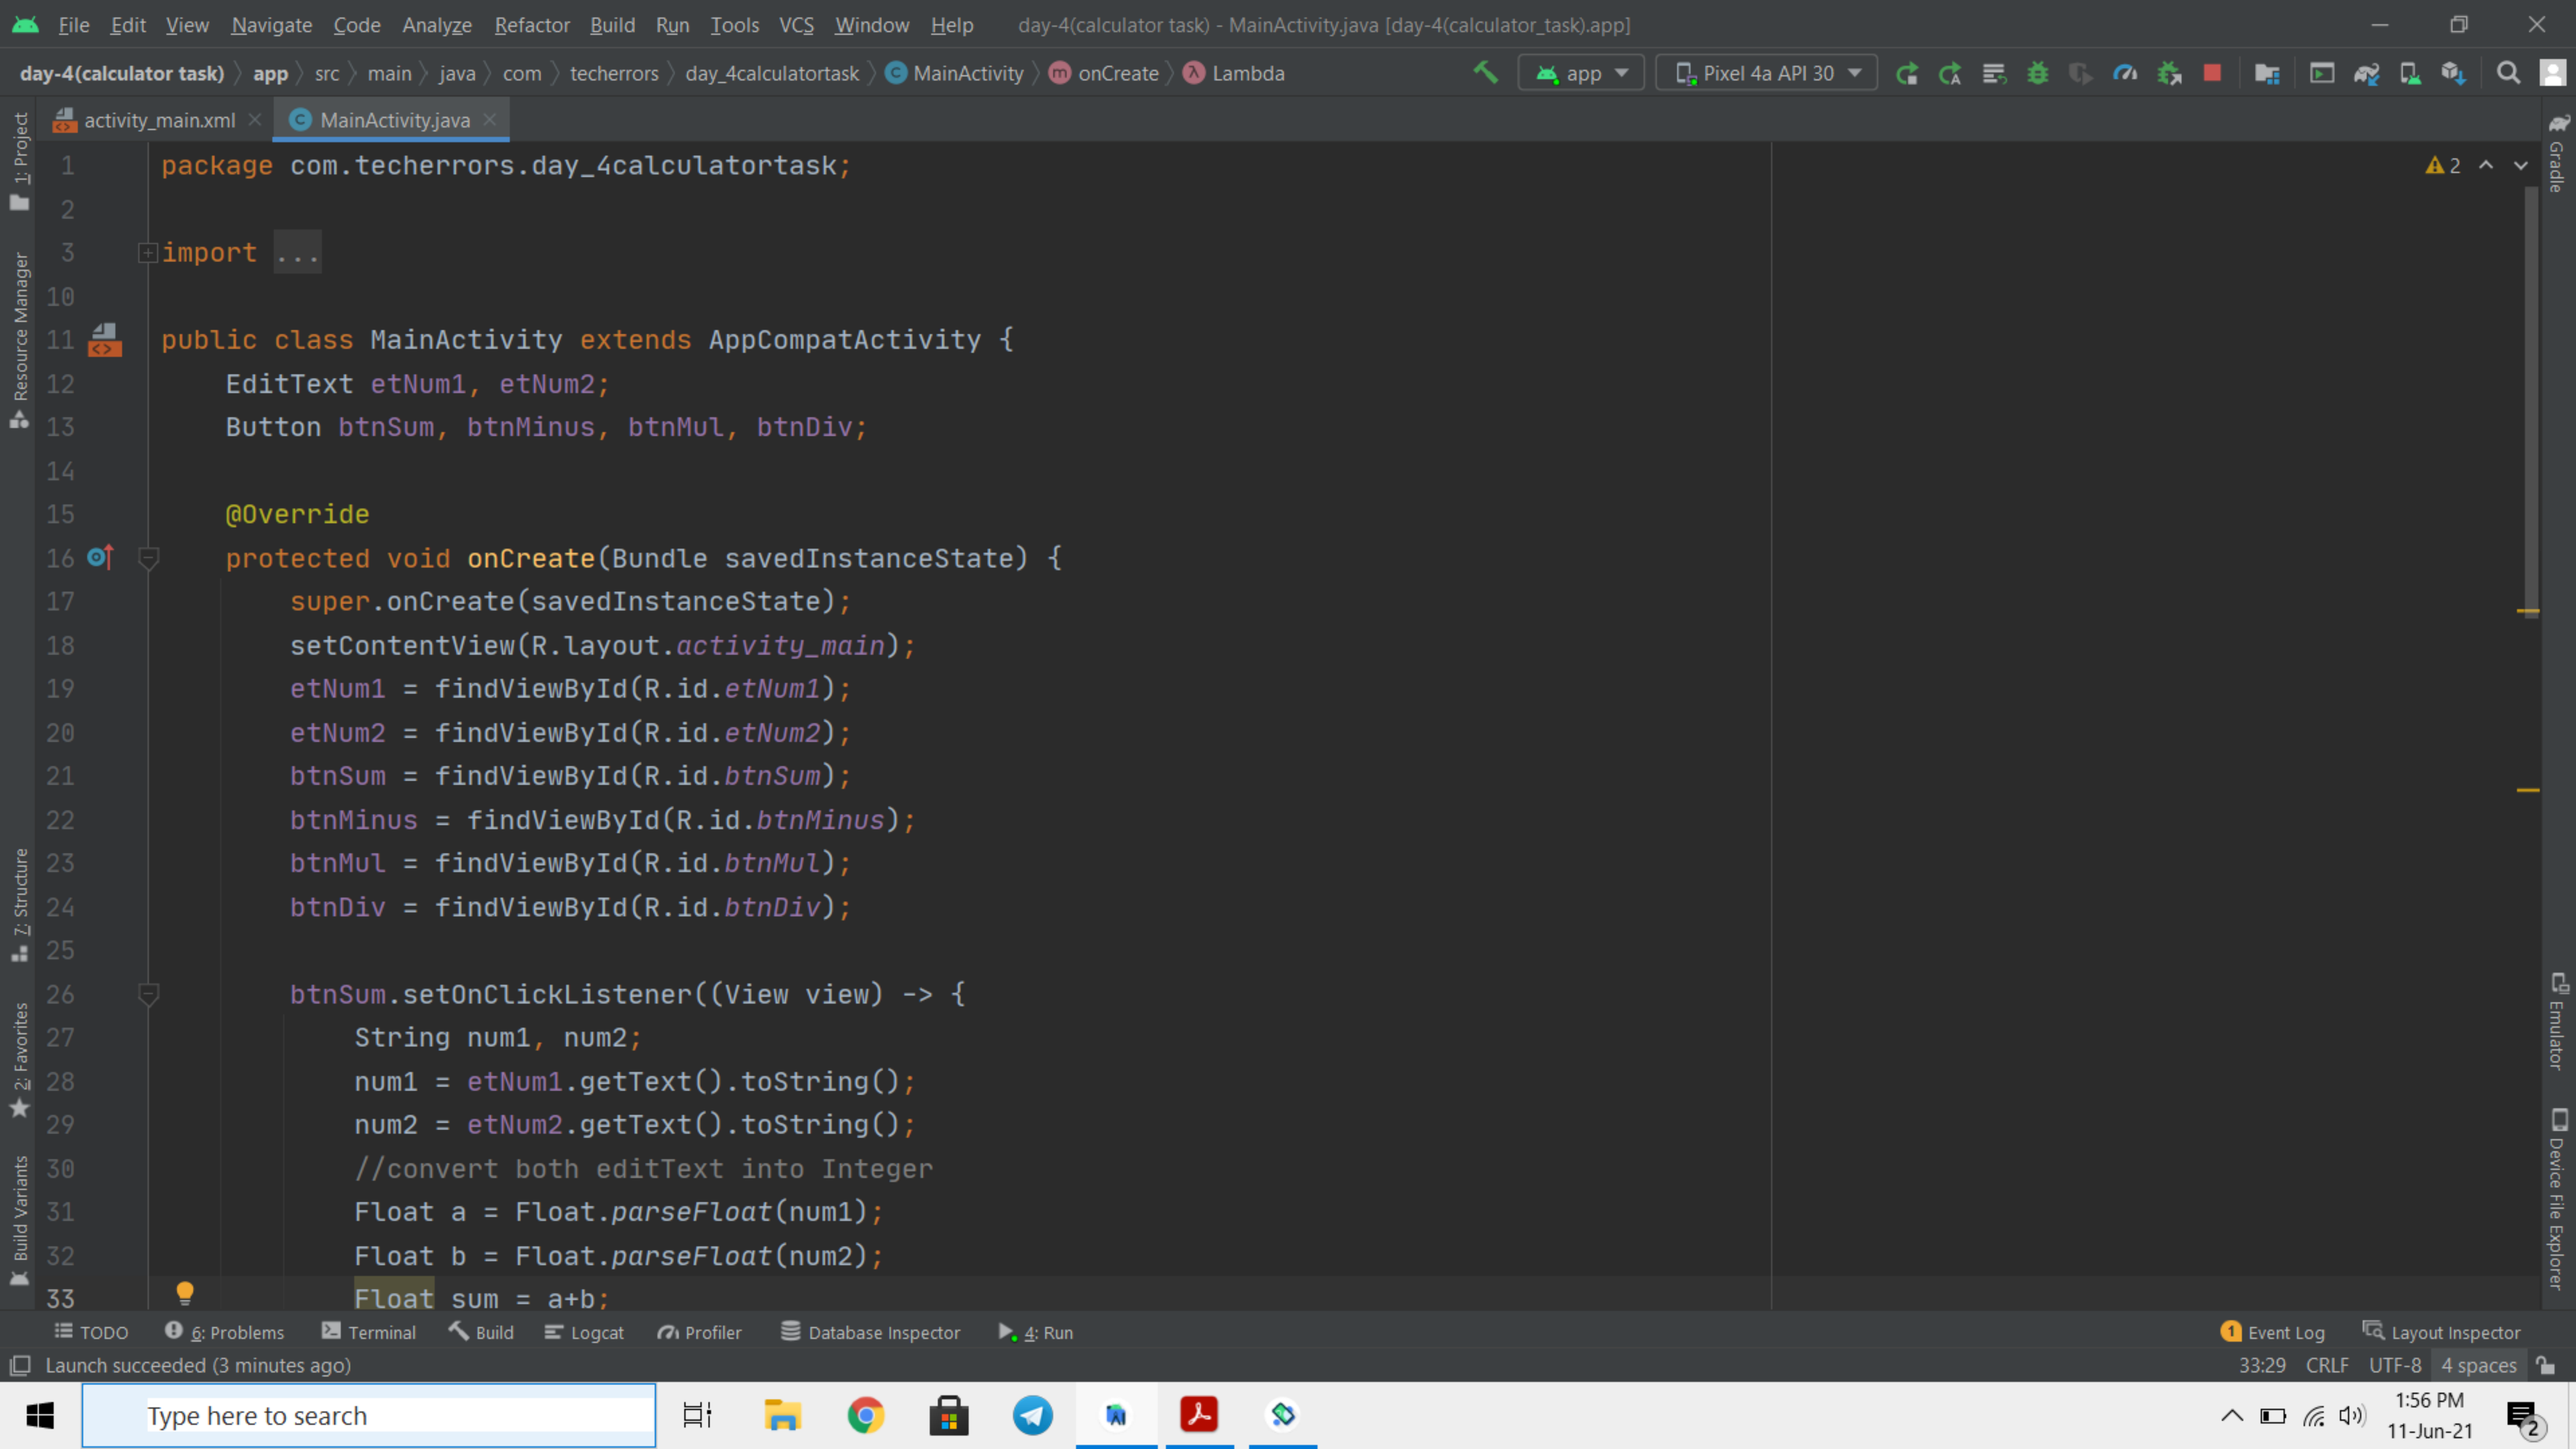 File Edit View Navigate Code Analyze Refactor Build Run Tools VCS Window Help day-4(calculator task) - MainActivity.java [day-4(calculator_task).app]
day-4(calculator task) app src main java com techerrors day_4calculatortask MainActivity onCreate Lambda app Pixel 4a API 30
activity_main.xml MainActivity.java
1: Project
Resource Manager
7: Structure
2: Favorites
Build Variants
1 package com.techerrors.day_4calculatortask;
2
3 import ...
10
11 public class MainActivity extends AppCompatActivity {
12 EditText etNum1, etNum2;
13 Button btnSum, btnMinus, btnMul, btnDiv;
14
15 @Override
16 protected void onCreate(Bundle savedInstanceState) {
17 super.onCreate(savedInstanceState);
18 setContentView(R.layout.activity_main);
19 etNum1 = findViewById(R.id.etNum1);
20 etNum2 = findViewById(R.id.etNum2);
21 btnSum = findViewById(R.id.btnSum);
22 btnMinus = findViewById(R.id.btnMinus);
23 btnMul = findViewById(R.id.btnMul);
24 btnDiv = findViewById(R.id.btnDiv);
25
26 btnSum.setOnClickListener((View view) -> {
27 String num1, num2;
28 num1 = etNum1.getText().toString();
29 num2 = etNum2.getText().toString();
30 //convert both editText into Integer
31 Float a = Float.parseFloat(num1);
32 Float b = Float.parseFloat(num2);
33 Float sum = a+b;
2
Gradle
Emulator
Device File Explorer
TODO 6: Problems Terminal Build Logcat Profiler Database Inspector 4: Run 1 Event Log Layout Inspector
Launch succeeded (3 minutes ago) 33:29 CRLF UTF-8 4 spaces
Type here to search 1:56 PM
11-Jun-21 2